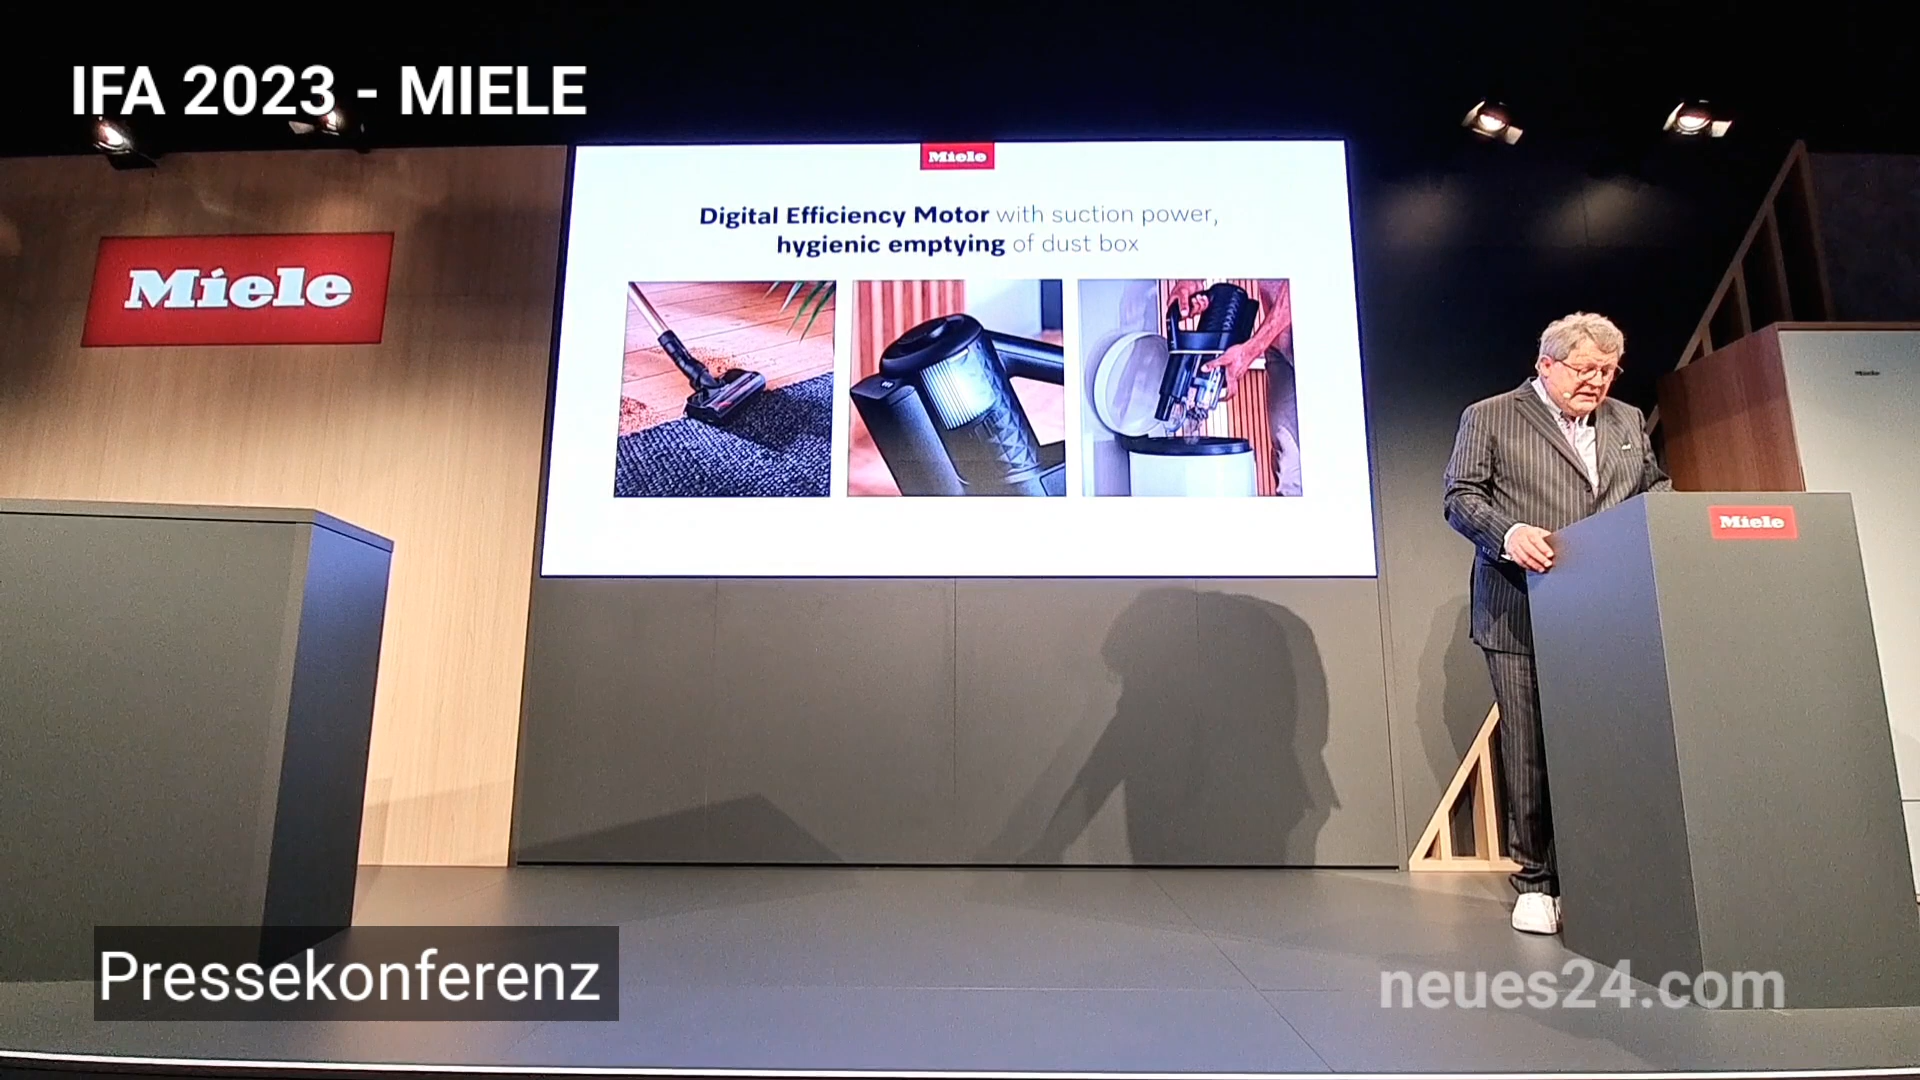 IFA 2023 - MIELE
Miele
Digital Efficiency Motor with suction power,
hygienic emptying of dust box
Miele
Miele
Miele
Pressekonferenz
neues24.com